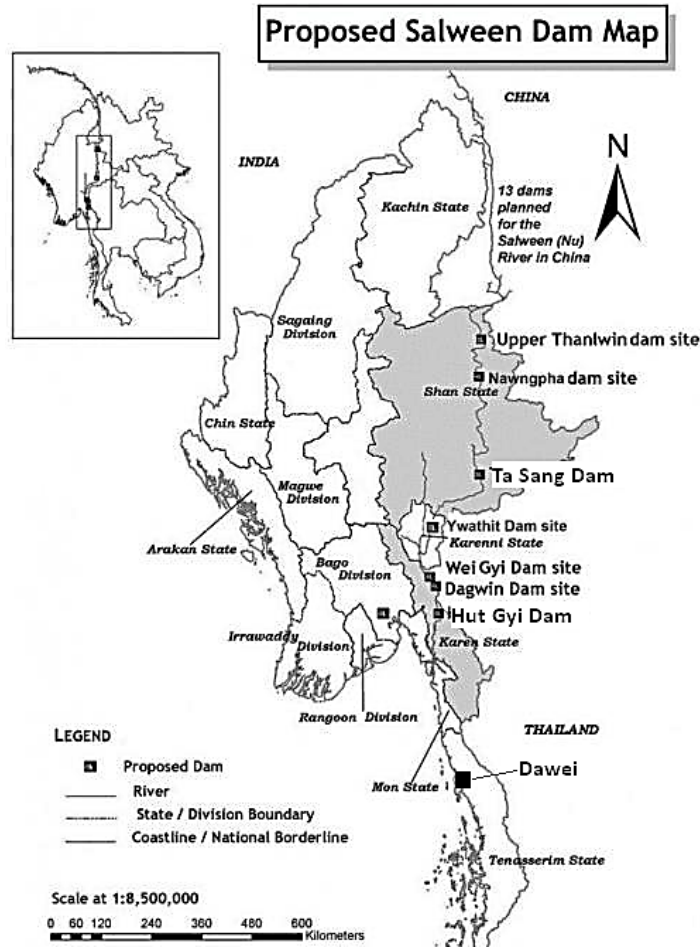 Proposed Salween Dam Map
CHINA
INDIA
N
Kachin State
13 dams
planned
for the
Salween (Nu)
River in China
Sagaing
Division
Upper Thanlwin dam site
Nawngpha dam site
Shan State
Chin State
Ta Sang Dam
Magwe
Division
Ywathit Dam site
Karenni State
Arakan State
Bago
Division
Wei Gyi Dam site
Dagwin Dam site
Hut Gyi Dam
Irrawaddy
Division
Karen State
Rangoon Division
THAILAND
LEGEND
Proposed Dam
River
State / Division Boundary
Coastline / National Borderline
Mon State
Dawei
Tenasserim State
Scale at 1:8,500,000
0 60 120 240 360 480 600
Kilometers